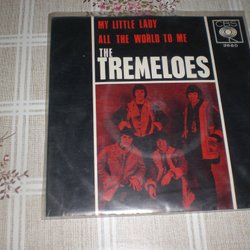 MY LITTLE LADY
ALL THE WORLD TO ME
THE
TREMELOES
CBS